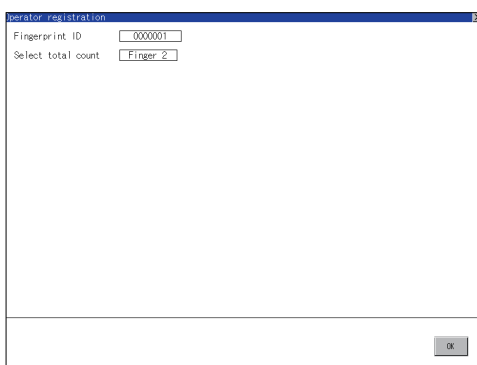 Operator registration
Fingerprint ID 0000001
Select total count Finger 2
OK